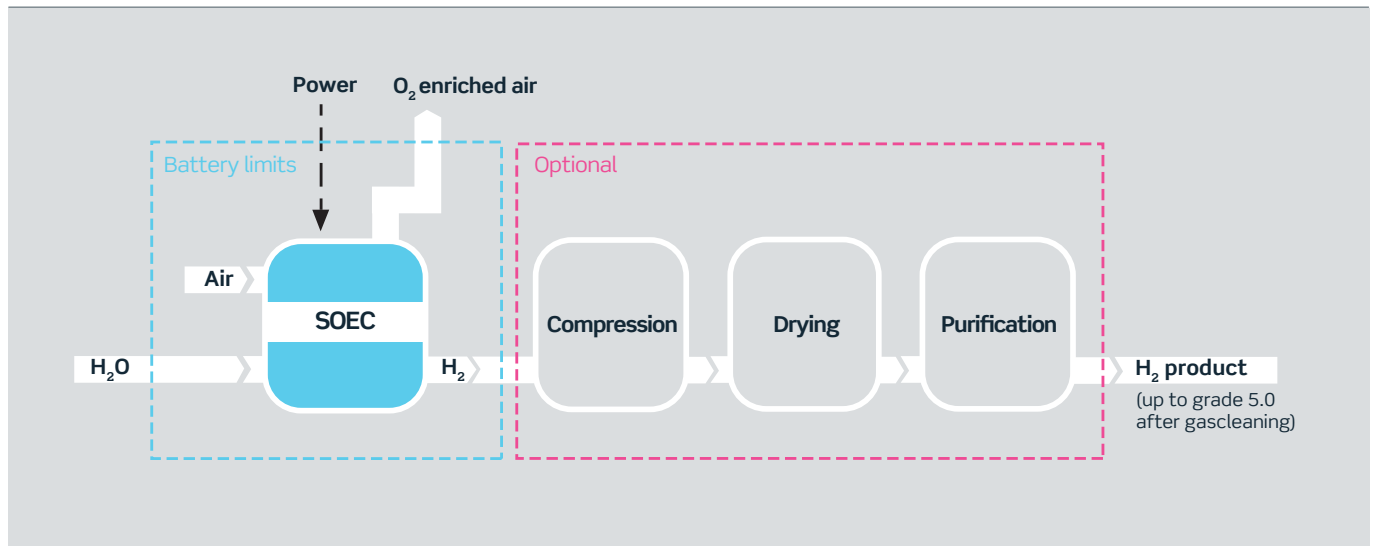 Power
O₂ enriched air
Battery limits
Optional
Air
SOEC
Compression
Drying
Purification
H₂O
H₂
H₂ product
(up to grade 5.0
after gascleaning)